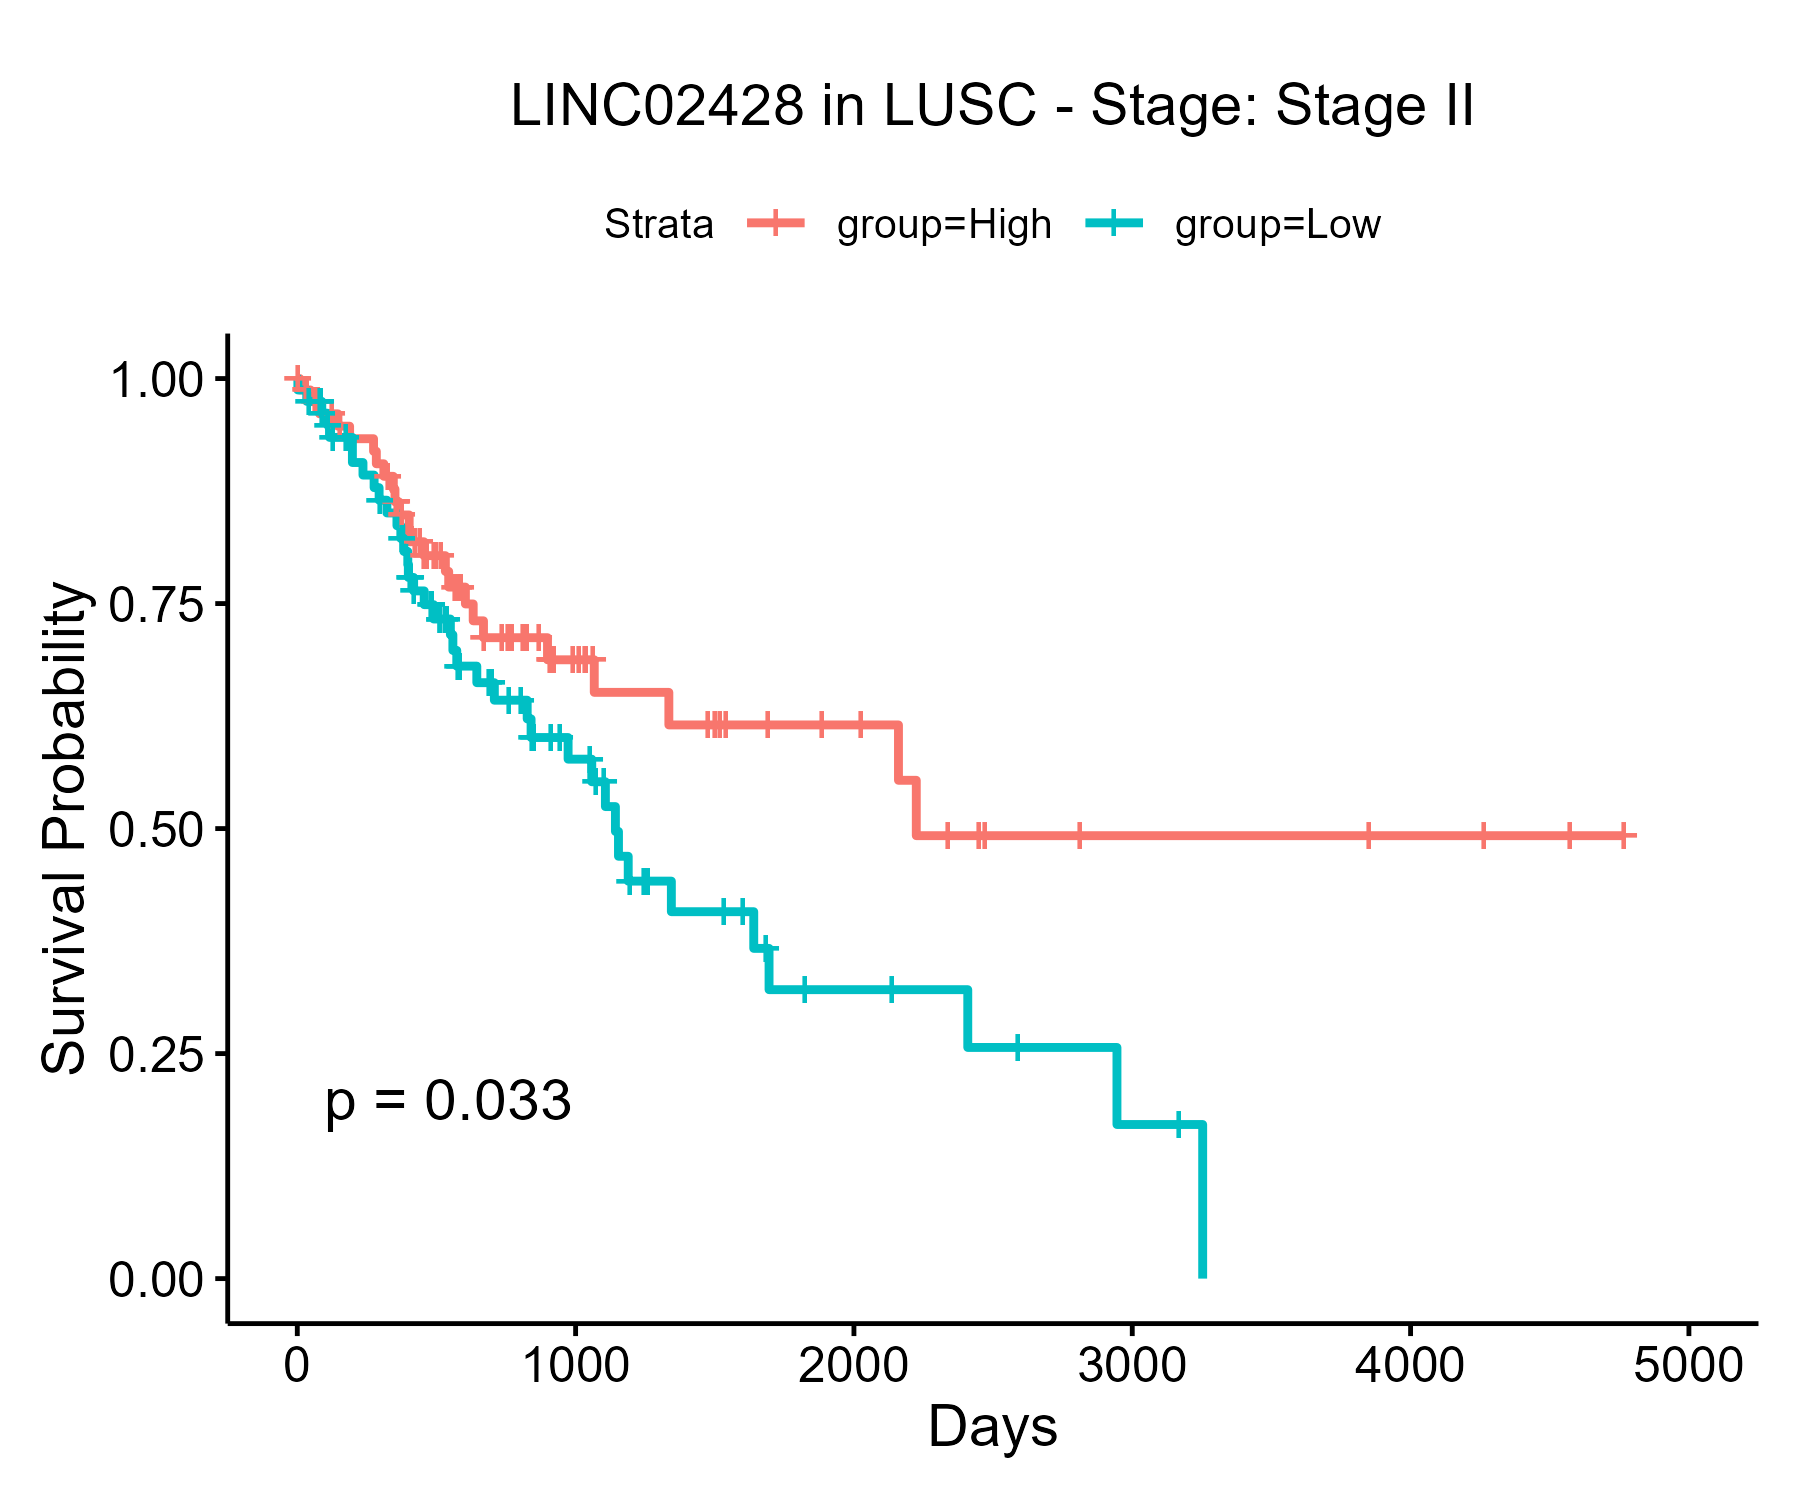 LINC02428 in LUSC - Stage: Stage II
Strata group=High group=Low
Survival Probability
1.00
0.75
0.50
0.25
0.00
p = 0.033
0 1000 2000 3000 4000 5000
Days